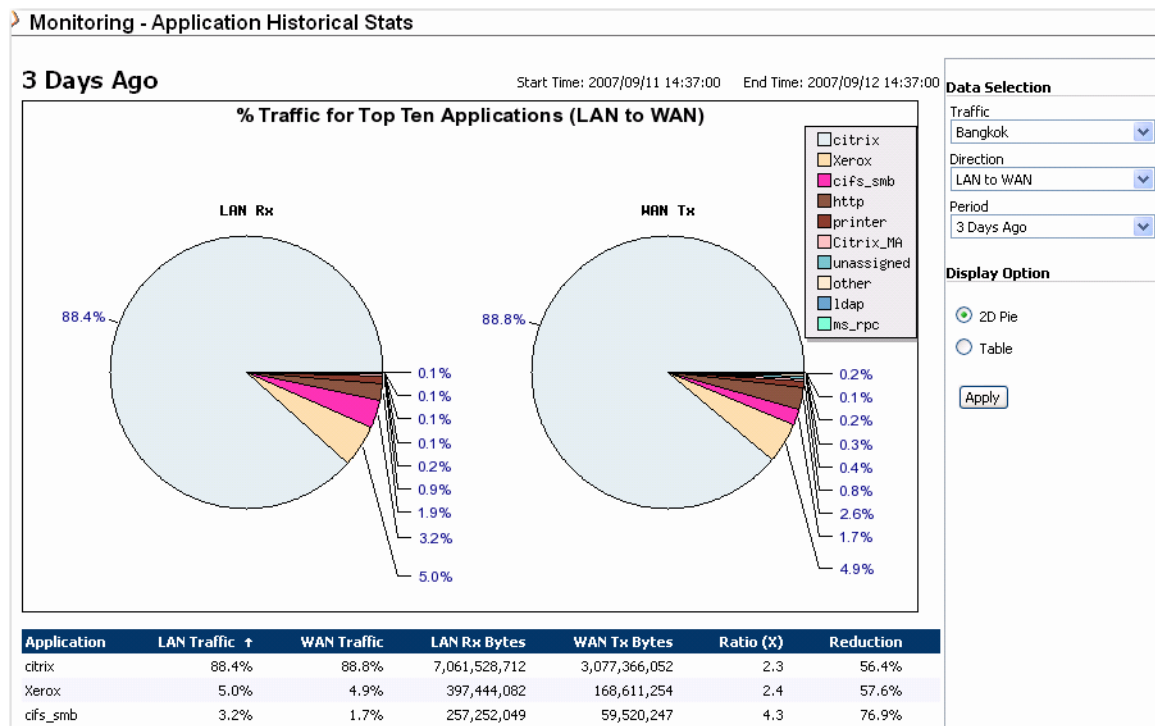 Monitoring - Application Historical Stats
3 Days Ago
Start Time: 2007/09/11 14:37:00 End Time: 2007/09/12 14:37:00
% Traffic for Top Ten Applications (LAN to WAN)
citrix
Xerox
cifs_smb
http
printer
Citrix_MA
unassigned
other
ldap
ms_rpc
LAN Rx
88.4%
0.1%
0.1%
0.1%
0.1%
0.2%
0.9%
1.9%
3.2%
5.0%
WAN Tx
88.8%
0.2%
0.1%
0.2%
0.3%
0.4%
0.8%
2.6%
1.7%
4.9%
Application LAN Traffic ↑ WAN Traffic LAN Rx Bytes WAN Tx Bytes Ratio (X) Reduction
citrix 88.4% 88.8% 7,061,528,712 3,077,366,052 2.3 56.4%
Xerox 5.0% 4.9% 397,444,082 168,611,254 2.4 57.6%
cifs_smb 3.2% 1.7% 257,252,049 59,520,247 4.3 76.9%
Data Selection
Traffic
Bangkok
Direction
LAN to WAN
Period
3 Days Ago
Display Option
2D Pie
Table
Apply